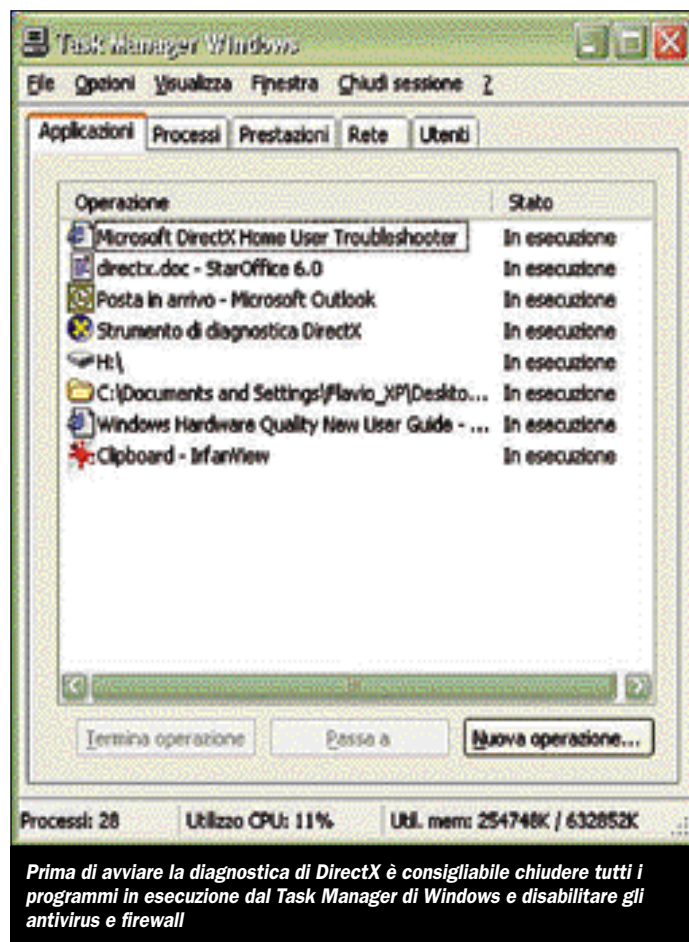 Task Manager Windows
File Opzioni Visualizza Finestra Chiudi sessione ?
Applicazioni Processi Prestazioni Rete Utenti
Operazione Stato
Microsoft DirectX Home User Troubleshooter In esecuzione
directx.doc - StarOffice 6.0 In esecuzione
Posta in arrivo - Microsoft Outlook In esecuzione
Strumento di diagnostica DirectX In esecuzione
H:\ In esecuzione
C:\Documents and Settings\Flavio_XP\Deskto... In esecuzione
Windows Hardware Quality New User Guide - ... In esecuzione
Clipboard - IrfanView In esecuzione
Termina operazione Passa a Nuova operazione...
Processi: 28 Utilizzo CPU: 11% Util. mem: 254748K / 632852K
Prima di avviare la diagnostica di DirectX è consigliabile chiudere tutti i
programmi in esecuzione dal Task Manager di Windows e disabilitare gli
antivirus e firewall